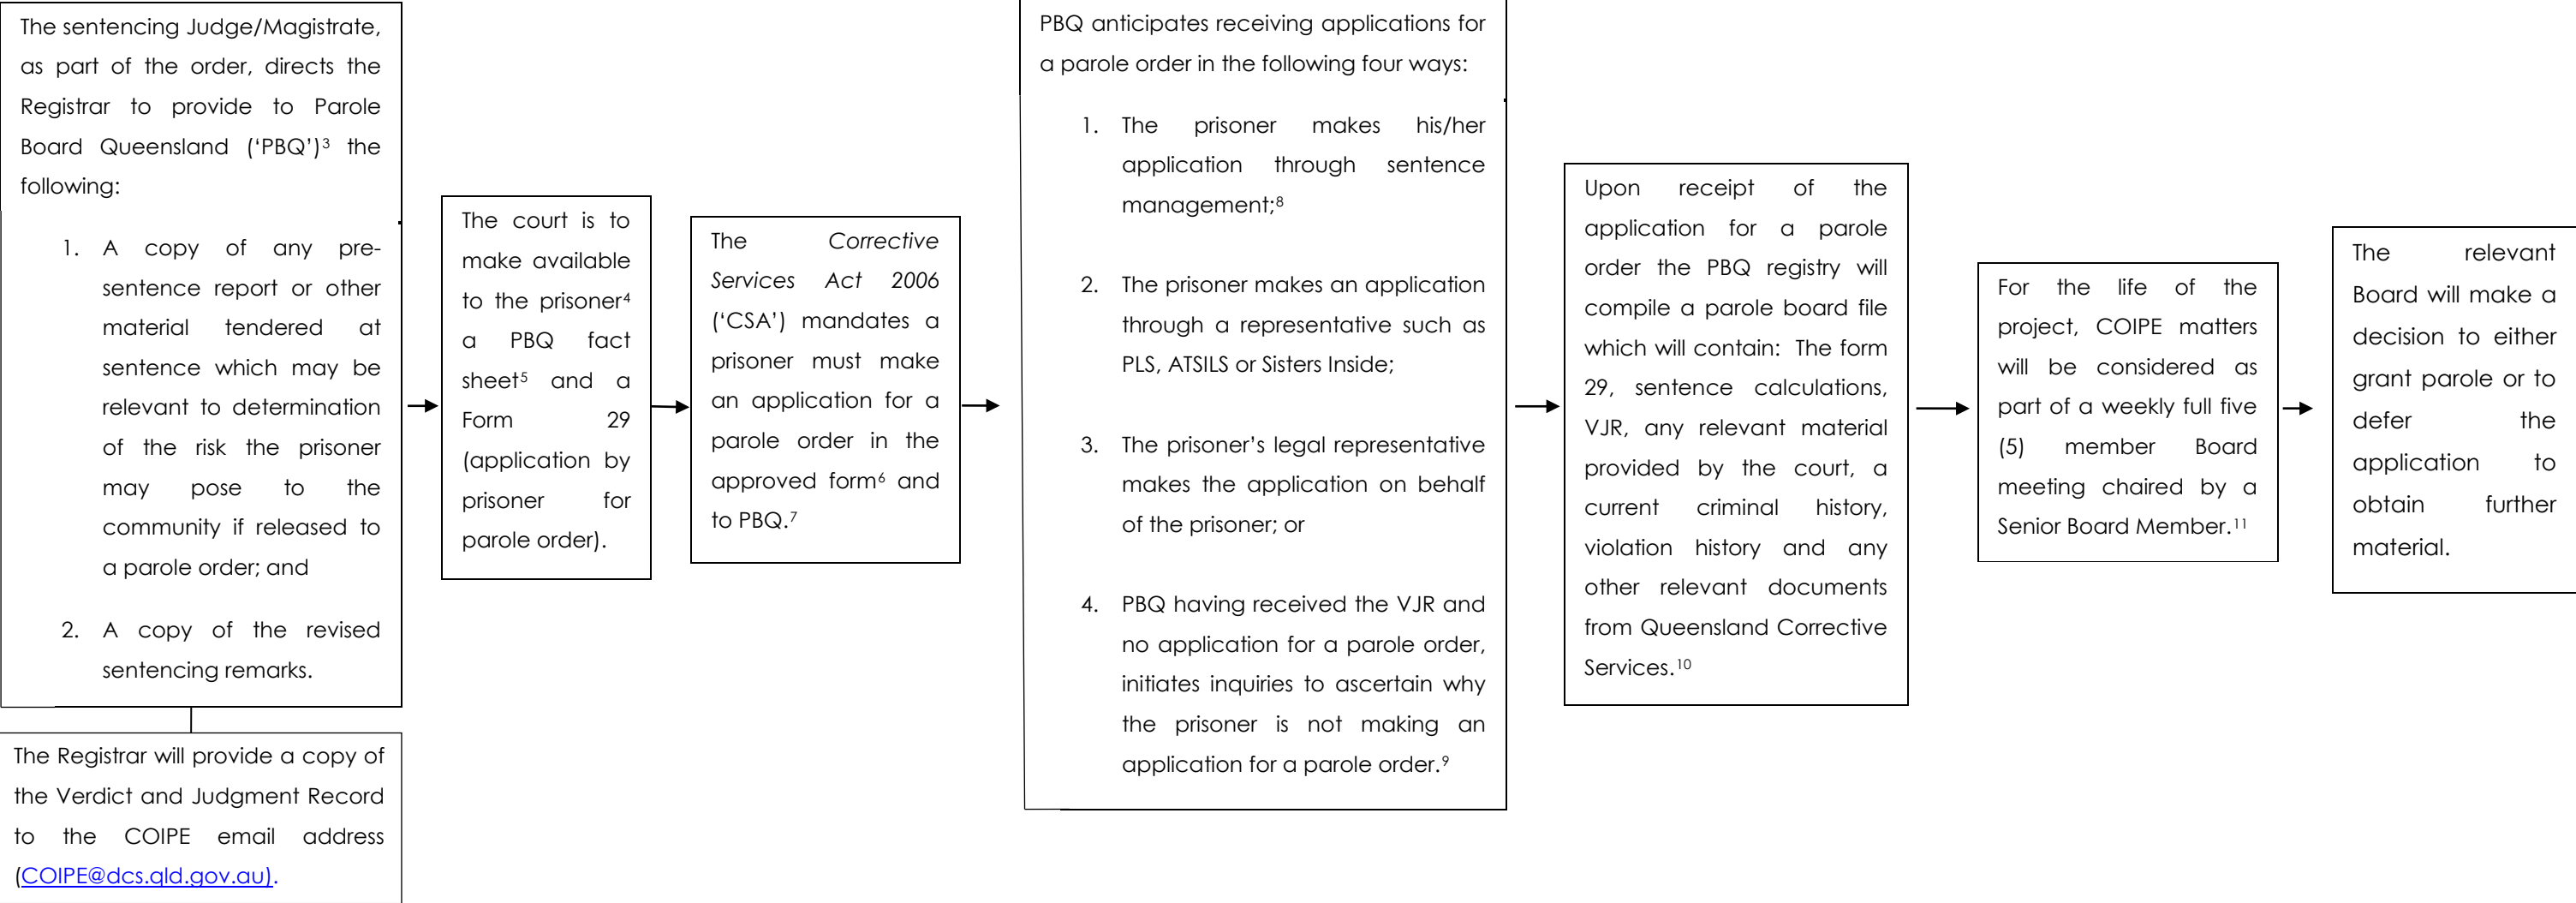 The sentencing Judge/Magistrate,
as part of the order, directs the
Registrar to provide to Parole
Board Queensland (‘PBQ’)³ the
following:
1. A copy of any pre-
sentence report or other
material tendered at
sentence which may be
relevant to determination
of the risk the prisoner
may pose to the
community if released to
a parole order; and
2. A copy of the revised
sentencing remarks.
The Registrar will provide a copy of
the Verdict and Judgment Record
to the COIPE email address
(COIPE@dcs.qld.gov.au).
The court is to
make available
to the prisoner⁴
a PBQ fact
sheet⁵ and a
Form 29
(application by
prisoner for
parole order).
The Corrective
Services Act 2006
(‘CSA’) mandates a
prisoner must make
an application for a
parole order in the
approved form⁶ and
to PBQ.⁷
PBQ anticipates receiving applications for
a parole order in the following four ways:
1. The prisoner makes his/her
application through sentence
management;⁸
2. The prisoner makes an application
through a representative such as
PLS, ATSILS or Sisters Inside;
3. The prisoner’s legal representative
makes the application on behalf
of the prisoner; or
4. PBQ having received the VJR and
no application for a parole order,
initiates inquiries to ascertain why
the prisoner is not making an
application for a parole order.⁹
Upon receipt of the
application for a parole
order the PBQ registry will
compile a parole board file
which will contain: The form
29, sentence calculations,
VJR, any relevant material
provided by the court, a
current criminal history,
violation history and any
other relevant documents
from Queensland Corrective
Services.¹⁰
For the life of the
project, COIPE matters
will be considered as
part of a weekly full five
(5) member Board
meeting chaired by a
Senior Board Member.¹¹
The relevant
Board will make a
decision to either
grant parole or to
defer the
application to
obtain further
material.